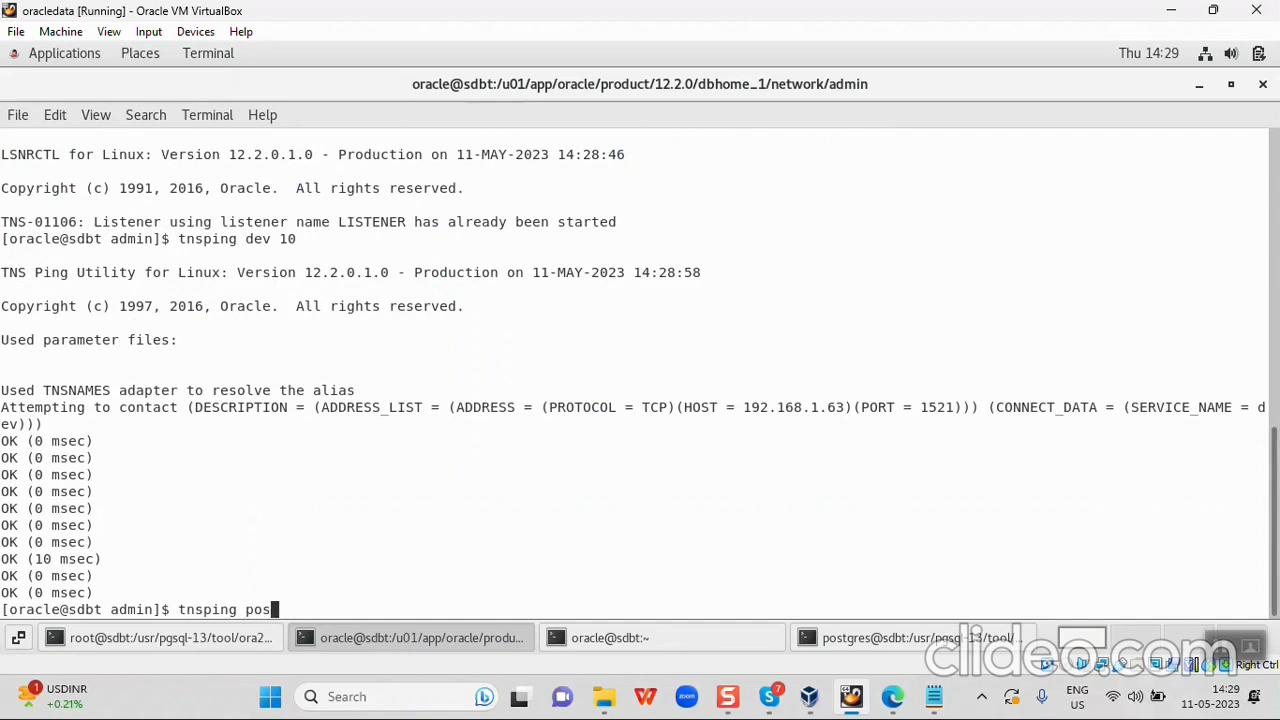 oracledata [Running] - Oracle VM VirtualBox
File Machine View Input Devices Help
Applications Places Terminal Thu 14:29
oracle@sdbt:/u01/app/oracle/product/12.2.0/dbhome_1/network/admin
File Edit View Search Terminal Help
LSNRCTL for Linux: Version 12.2.0.1.0 - Production on 11-MAY-2023 14:28:46
Copyright (c) 1991, 2016, Oracle.  All rights reserved.
TNS-01106: Listener using listener name LISTENER has already been started
[oracle@sdbt admin]$ tnsping dev 10
TNS Ping Utility for Linux: Version 12.2.0.1.0 - Production on 11-MAY-2023 14:28:58
Copyright (c) 1997, 2016, Oracle.  All rights reserved.
Used parameter files:
Used TNSNAMES adapter to resolve the alias
Attempting to contact (DESCRIPTION = (ADDRESS_LIST = (ADDRESS = (PROTOCOL = TCP)(HOST = 192.168.1.63)(PORT = 1521))) (CONNECT_DATA = (SERVICE_NAME = d
ev)))
OK (0 msec)
OK (0 msec)
OK (0 msec)
OK (0 msec)
OK (0 msec)
OK (0 msec)
OK (0 msec)
OK (10 msec)
OK (0 msec)
OK (0 msec)
[oracle@sdbt admin]$ tnsping pos
root@sdbt:/usr/pgsql-13/tool/ora2... oracle@sdbt:/u01/app/oracle/produ... oracle@sdbt:~ postgres@sdbt:/usr/pgsql-13/tool/...
clideo.com
Right Ctrl
1 USDINR
+0.21%
Search
7
ENG
US
14:29
11-05-2023